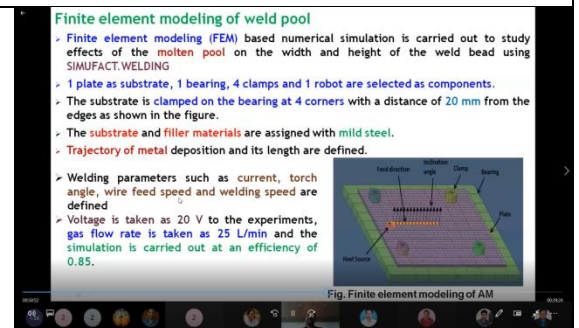 Finite element modeling of weld pool
Finite element modeling (FEM) based numerical simulation is carried out to study
effects of the molten pool on the width and height of the weld bead using
SIMUFACT.WELDING
1 plate as substrate, 1 bearing, 4 clamps and 1 robot are selected as components.
The substrate is clamped on the bearing at 4 corners with a distance of 20 mm from the
edges as shown in the figure.
The substrate and filler materials are assigned with mild steel.
Trajectory of metal deposition and its length are defined.
Welding parameters such as current, torch
angle, wire feed speed and welding speed are
defined
Voltage is taken as 20 V to the experiments,
gas flow rate is taken as 25 L/min and the
simulation is carried out at an efficiency of
0.85.
Feed direction
Inclination
angle
Clamp
Bearing
Plate
Heat Source
Fig. Finite element modeling of AM